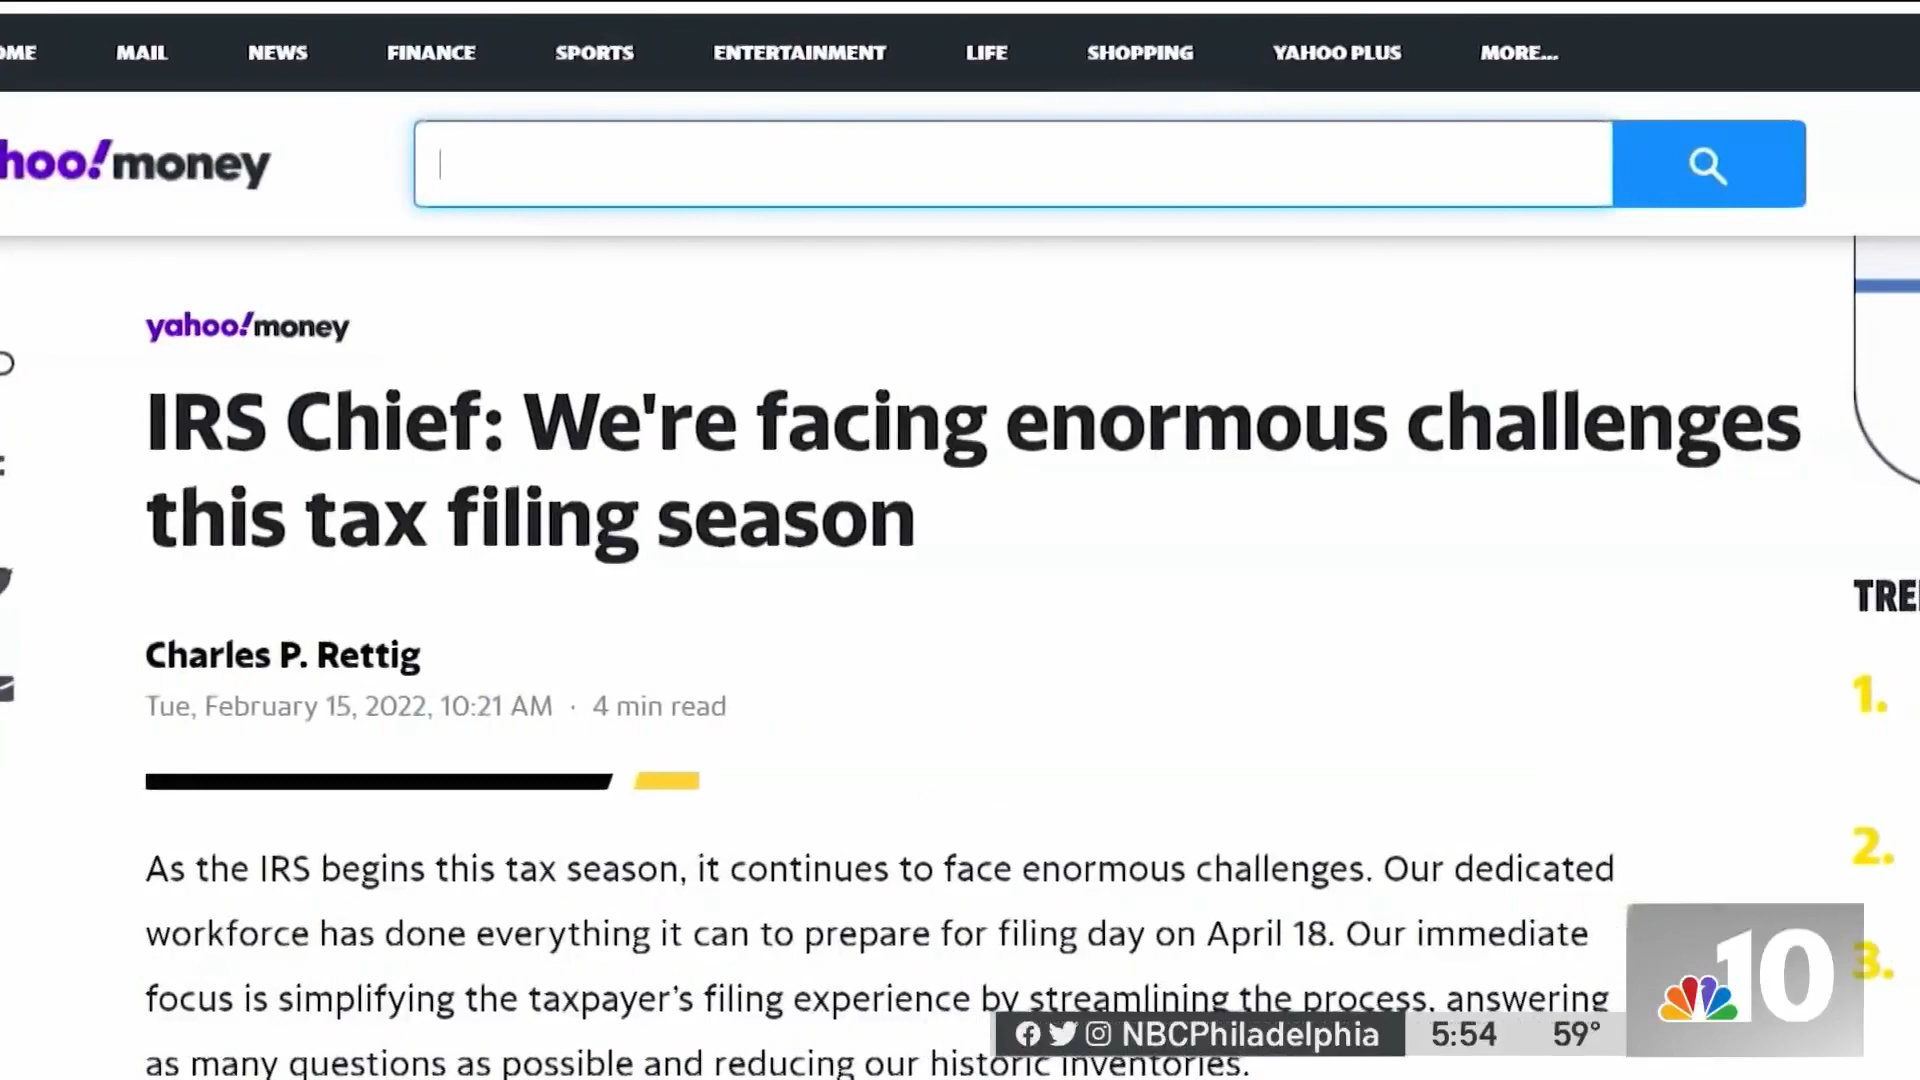 OME MAIL NEWS FINANCE SPORTS ENTERTAINMENT LIFE SHOPPING YAHOO PLUS MORE...
hoo!money
yahoo!money
IRS Chief: We're facing enormous challenges
this tax filing season
Charles P. Rettig
Tue, February 15, 2022, 10:21 AM · 4 min read
As the IRS begins this tax season, it continues to face enormous challenges. Our dedicated
workforce has done everything it can to prepare for filing day on April 18. Our immediate
focus is simplifying the taxpayer’s filing experience by streamlining the process, answering
as many questions as possible and reducing our historic inventories.
TRE
1.
2.
3.
NBCPhiladelphia 5:54 59°
10